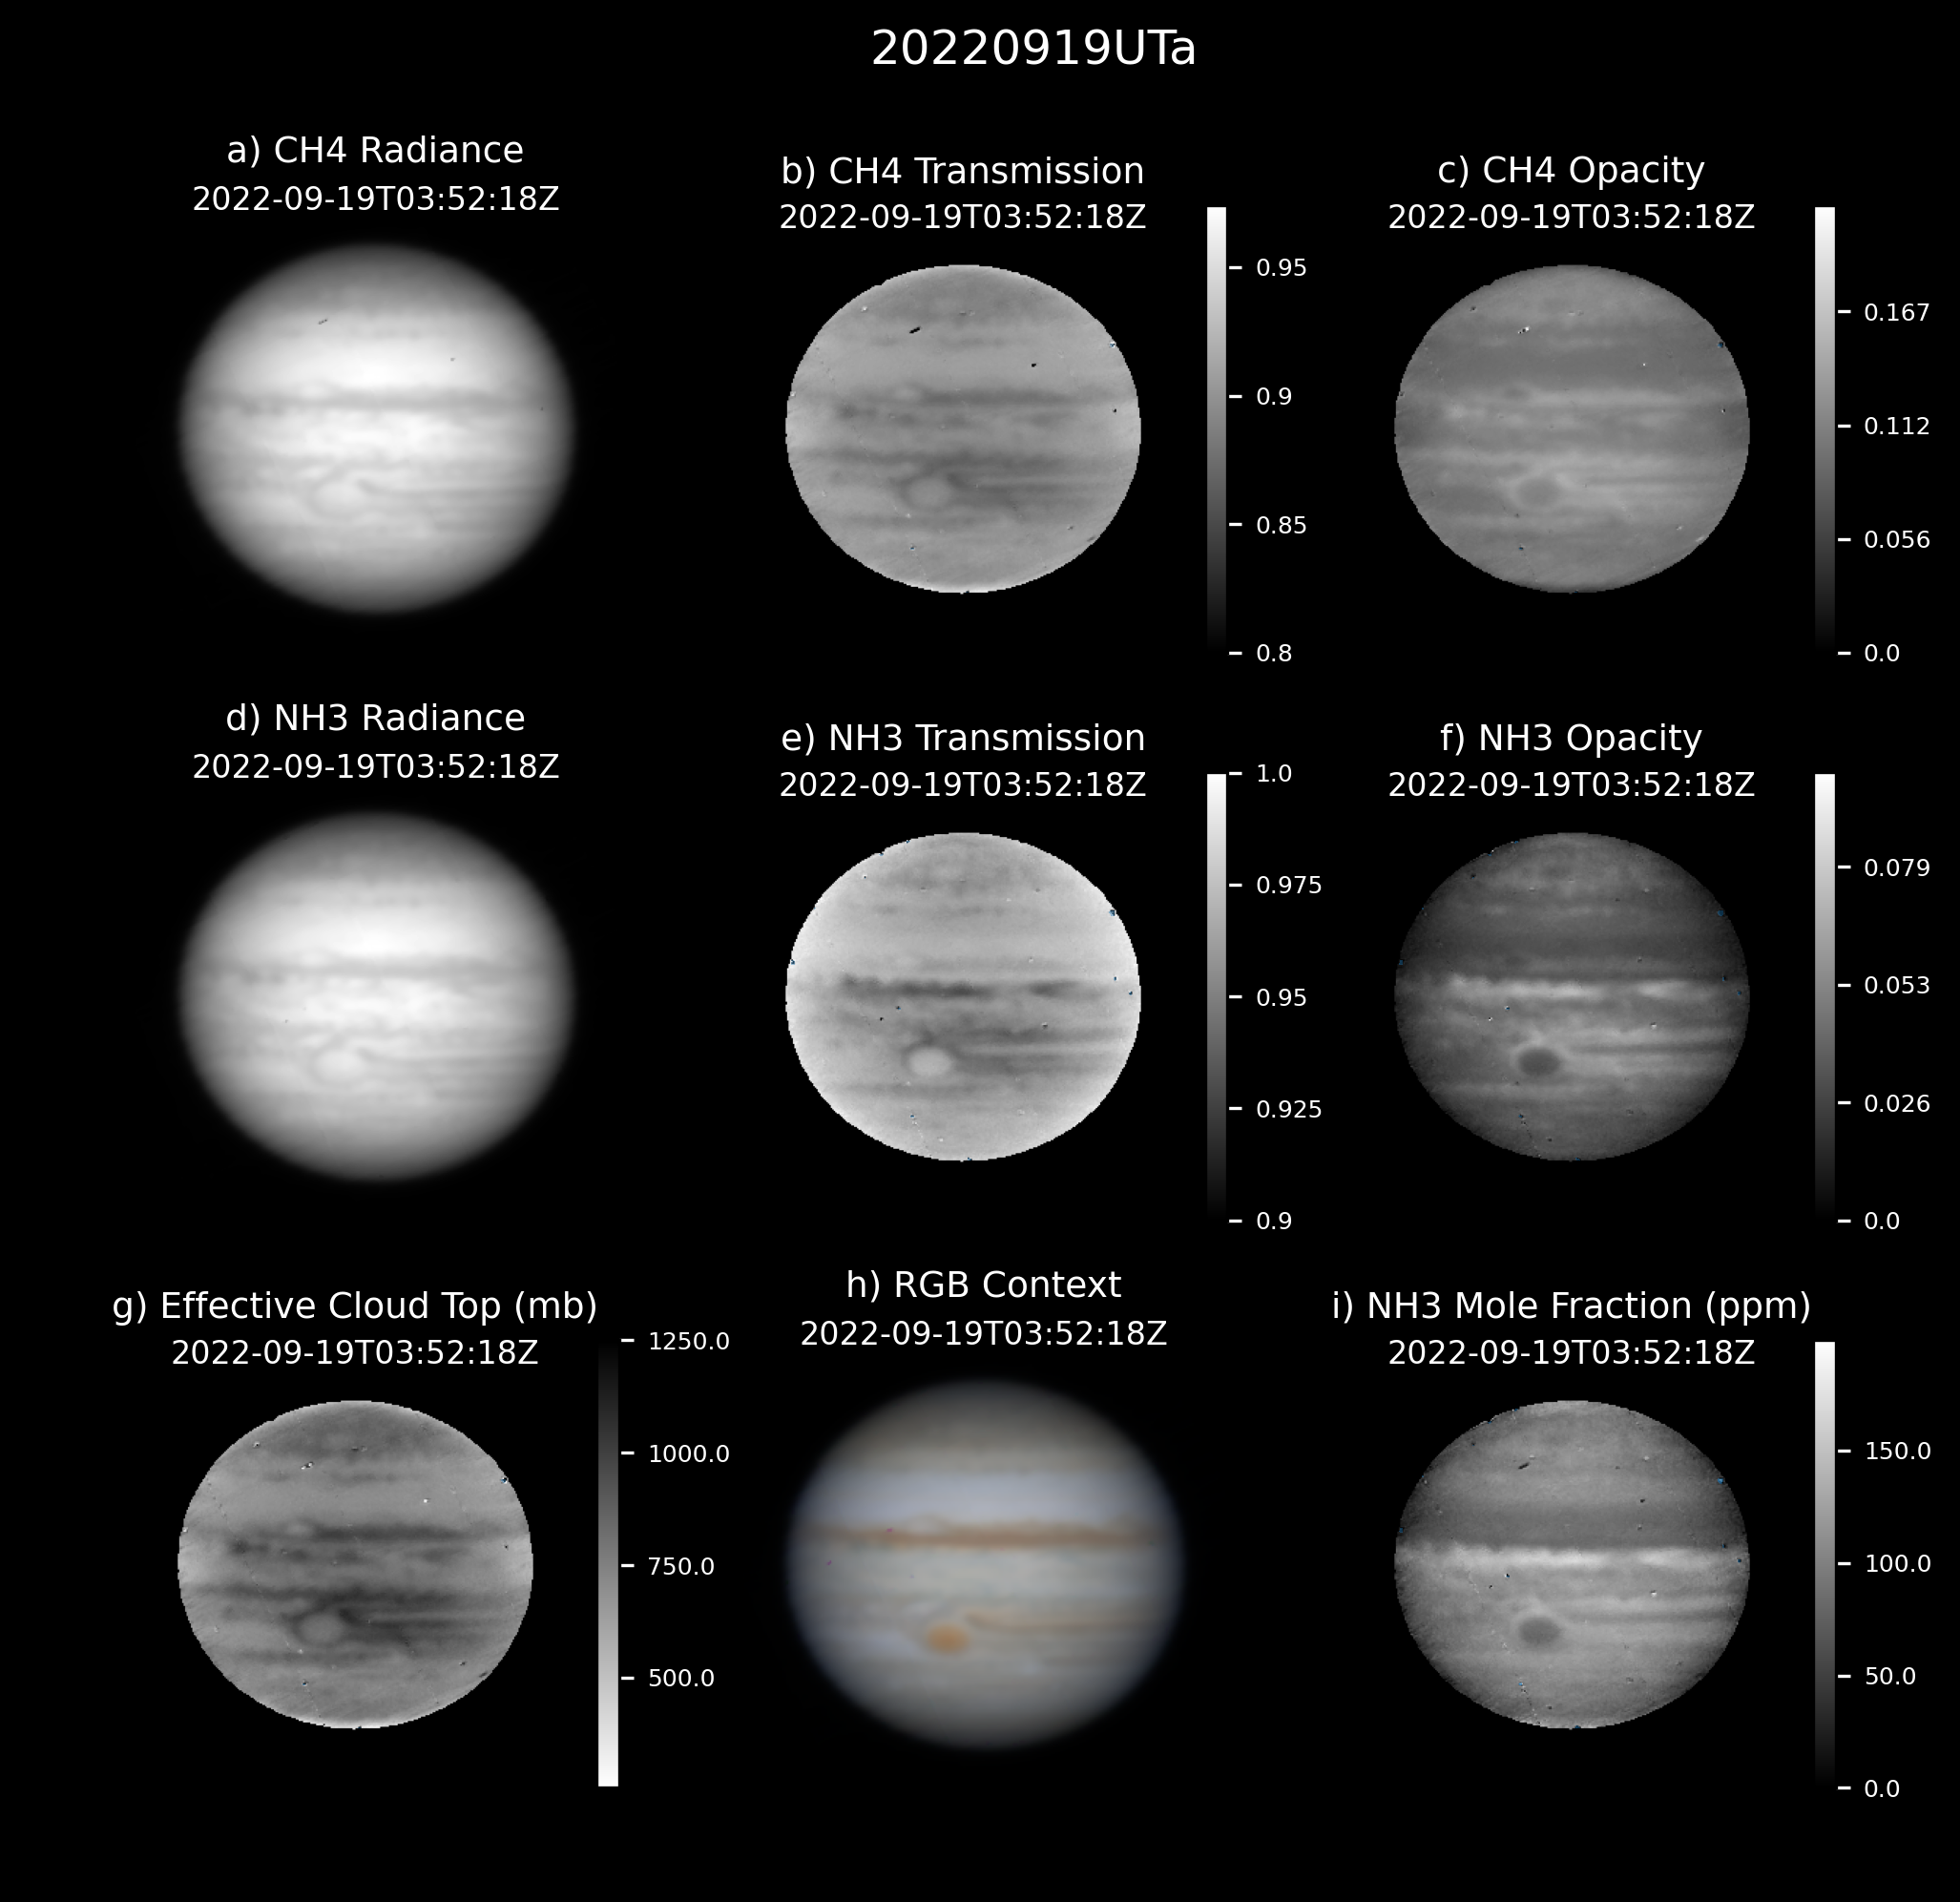 20220919UTa
a) CH4 Radiance
2022-09-19T03:52:18Z
b) CH4 Transmission
2022-09-19T03:52:18Z
0.95
0.9
0.85
0.8
c) CH4 Opacity
2022-09-19T03:52:18Z
0.167
0.112
0.056
0.0
d) NH3 Radiance
2022-09-19T03:52:18Z
e) NH3 Transmission
2022-09-19T03:52:18Z
1.0
0.975
0.95
0.925
0.9
f) NH3 Opacity
2022-09-19T03:52:18Z
0.079
0.053
0.026
0.0
g) Effective Cloud Top (mb)
2022-09-19T03:52:18Z
1250.0
1000.0
750.0
500.0
h) RGB Context
2022-09-19T03:52:18Z
i) NH3 Mole Fraction (ppm)
2022-09-19T03:52:18Z
150.0
100.0
50.0
0.0